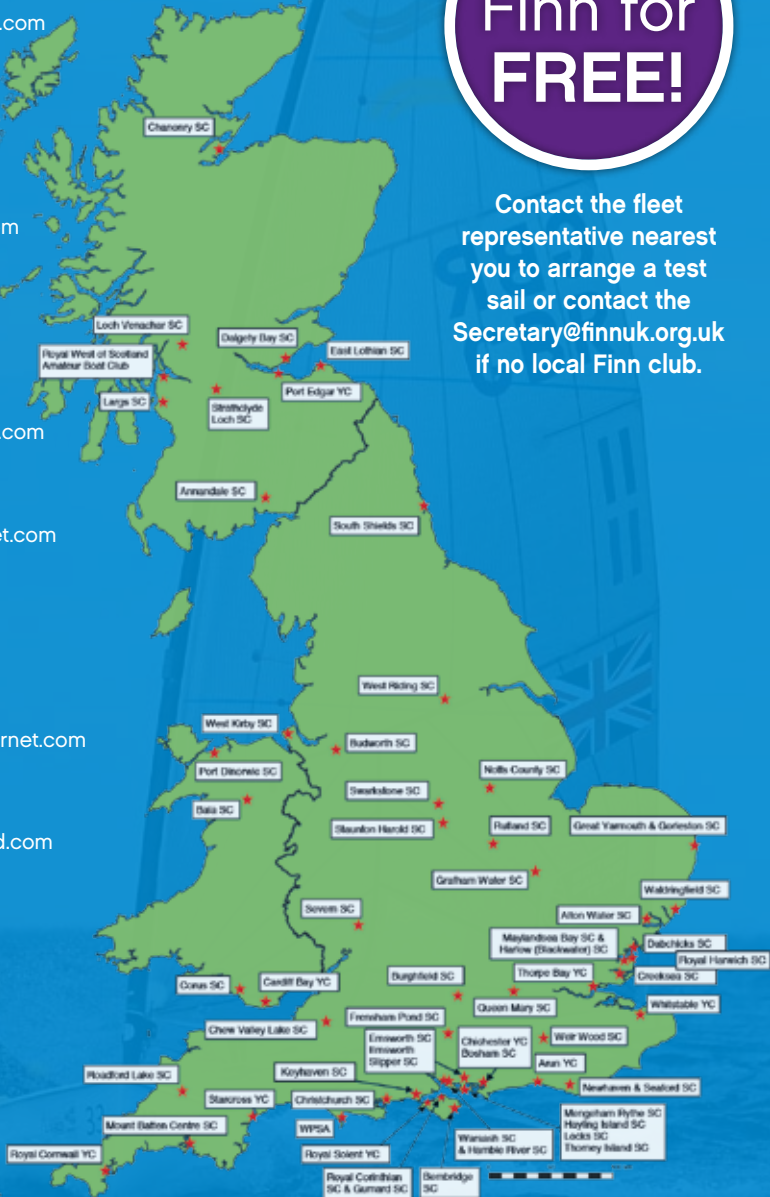 .com
Finn for
FREE!
Contact the fleet
representative nearest
you to arrange a test
sail or contact the
Secretary@finnuk.org.uk
if no local Finn club.
m
.com
et.com
rnet.com
d.com
Chanonry SC
Loch Venachar SC
Dalgety Bay SC
East Lothian SC
Royal West of Scotland
Amateur Boat Club
Port Edgar YC
Largs SC
Strathclyde
Loch SC
Annandale SC
South Shields SC
West Riding SC
West Kirby SC
Budworth SC
Port Dinorwic SC
Notts County SC
Swarkstone SC
Bala SC
Staunton Harold SC
Rutland SC
Great Yarmouth & Gorleston SC
Grafham Water SC
Waldringfield SC
Severn SC
Alton Water SC
Maylandsea Bay SC &
Harlow (Blackwater) SC
Dabchicks SC
Royal Harwich SC
Thorpe Bay YC
Creeksea SC
Burghfield SC
Corus SC
Cardiff Bay YC
Queen Mary SC
Whitstable YC
Frensham Pond SC
Chew Valley Lake SC
Emsworth SC
Emsworth
Slipper SC
Chichester YC
Bosham SC
Weir Wood SC
Arun YC
Keyhaven SC
Roadford Lake SC
Newhaven & Seaford SC
Starcross YC
Christchurch SC
Mount Batten Centre SC
WPSA
Mengeham Rythe SC
Hayling Island SC
Locks SC
Thorney Island SC
Warsash SC
& Hamble River SC
Royal Cornwall YC
Royal Solent YC
Royal Corinthian
SC & Gurnard SC
Bembridge
SC